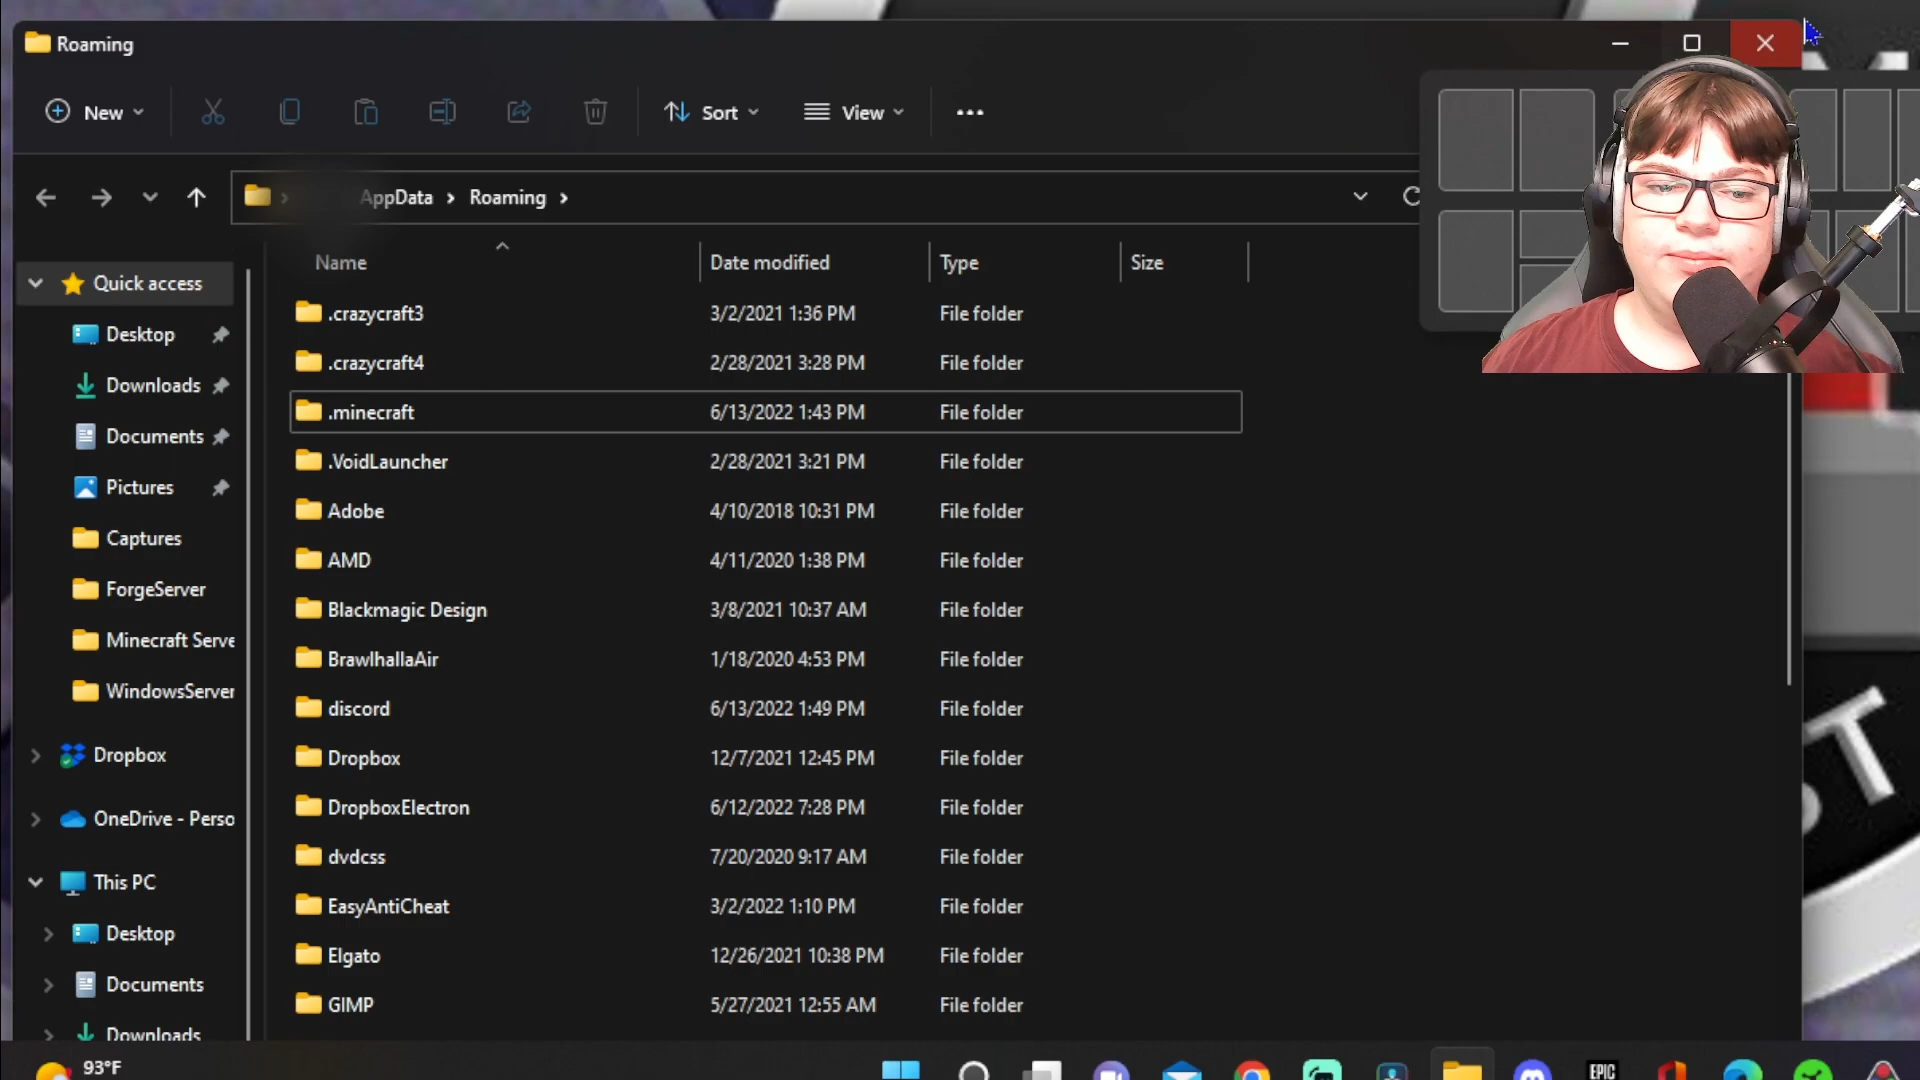 Roaming
New
Sort
View
AppData > Roaming >
Name Date modified Type Size
Quick access
Desktop
Downloads
Documents
Pictures
Captures
ForgeServer
Minecraft Serve
WindowsServer
Dropbox
OneDrive - Perso
This PC
Desktop
Documents
Downloads
.crazycraft3 3/2/2021 1:36 PM File folder
.crazycraft4 2/28/2021 3:28 PM File folder
.minecraft 6/13/2022 1:43 PM File folder
.VoidLauncher 2/28/2021 3:21 PM File folder
Adobe 4/10/2018 10:31 PM File folder
AMD 4/11/2020 1:38 PM File folder
Blackmagic Design 3/8/2021 10:37 AM File folder
BrawlhallaAir 1/18/2020 4:53 PM File folder
discord 6/13/2022 1:49 PM File folder
Dropbox 12/7/2021 12:45 PM File folder
DropboxElectron 6/12/2022 7:28 PM File folder
dvdcss 7/20/2020 9:17 AM File folder
EasyAntiCheat 3/2/2022 1:10 PM File folder
Elgato 12/26/2021 10:38 PM File folder
GIMP 5/27/2021 12:55 AM File folder
93°F
EPIC